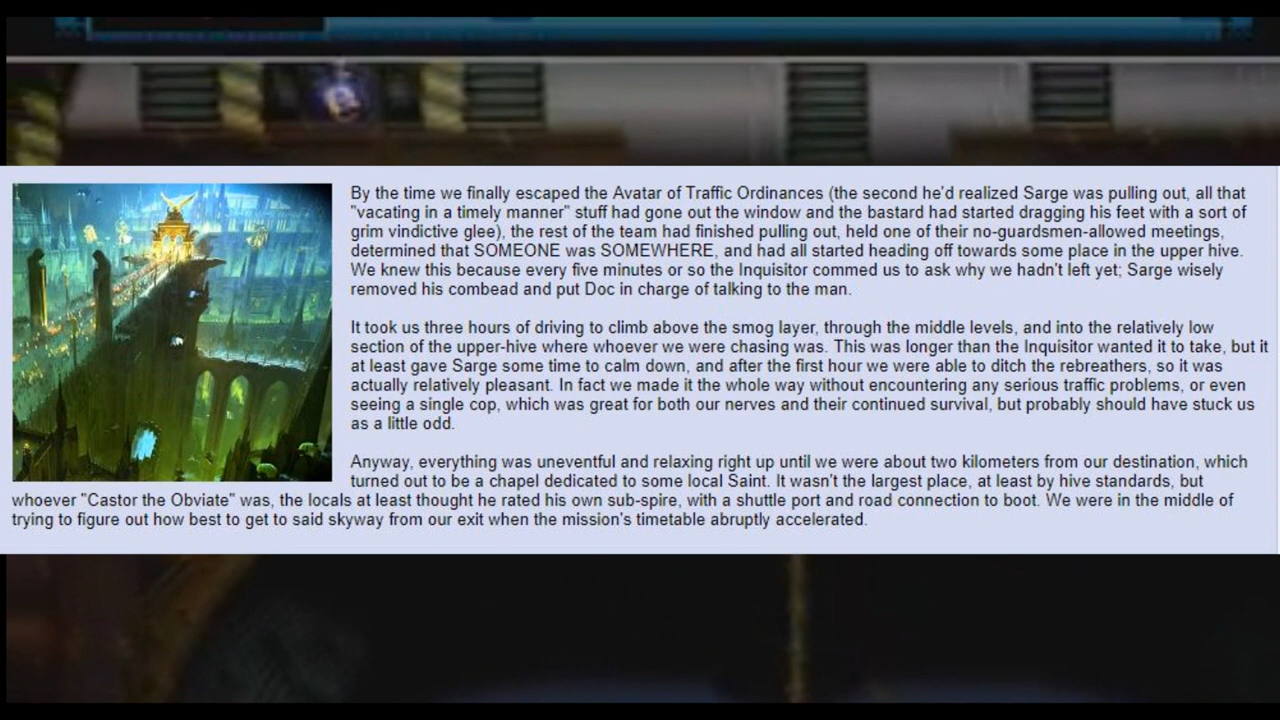 By the time we finally escaped the Avatar of Traffic Ordinances (the second he'd realized Sarge was pulling out, all that
"vacating in a timely manner" stuff had gone out the window and the bastard had started dragging his feet with a sort of
grim vindictive glee), the rest of the team had finished pulling out, held one of their no-guardsmen-allowed meetings,
determined that SOMEONE was SOMEWHERE, and had all started heading off towards some place in the upper hive.
We knew this because every five minutes or so the Inquisitor commed us to ask why we hadn't left yet; Sarge wisely
removed his combead and put Doc in charge of talking to the man.
It took us three hours of driving to climb above the smog layer, through the middle levels, and into the relatively low
section of the upper-hive where whoever we were chasing was. This was longer than the Inquisitor wanted it to take, but it
at least gave Sarge some time to calm down, and after the first hour we were able to ditch the rebreathers, so it was
actually relatively pleasant. In fact we made it the whole way without encountering any serious traffic problems, or even
seeing a single cop, which was great for both our nerves and their continued survival, but probably should have stuck us
as a little odd.
Anyway, everything was uneventful and relaxing right up until we were about two kilometers from our destination, which
turned out to be a chapel dedicated to some local Saint. It wasn't the largest place, at least by hive standards, but
whoever "Castor the Obviate" was, the locals at least thought he rated his own sub-spire, with a shuttle port and road connection to boot. We were in the middle of
trying to figure out how best to get to said skyway from our exit when the mission's timetable abruptly accelerated.